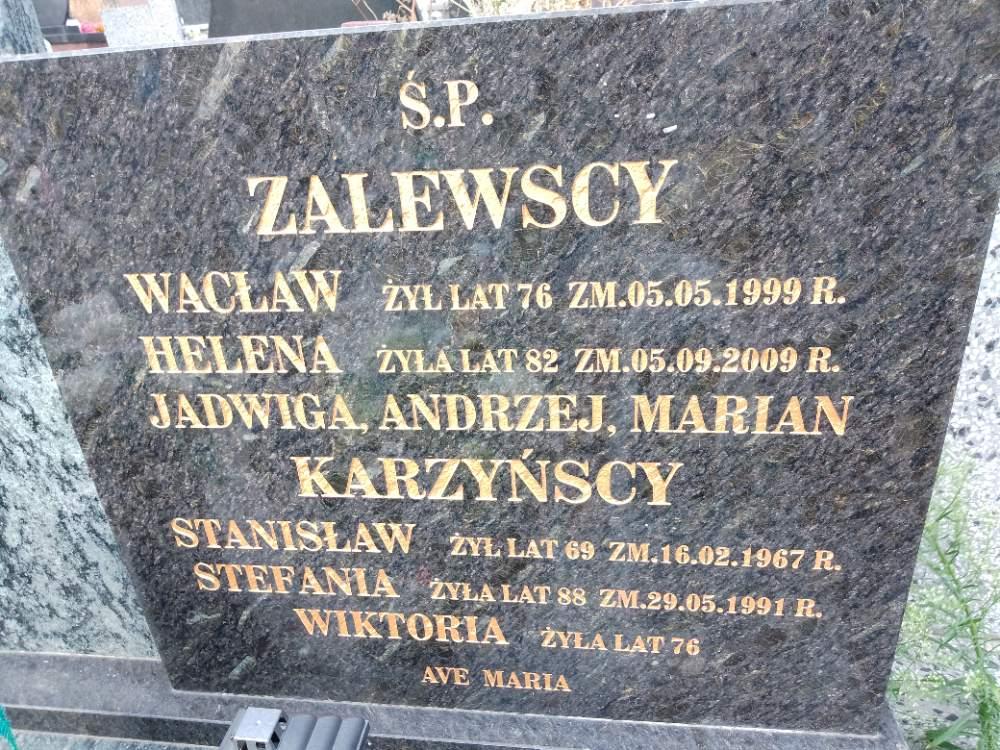 Ś.P.
ZALEWSCY
WACŁAW ŻYŁ LAT 76 ZM.05.05.1999 R.
HELENA ŻYŁA LAT 82 ZM.05.09.2009 R.
JADWIGA, ANDRZEJ, MARIAN
KARZYŃSCY
STANISŁAW ŻYŁ LAT 69 ZM.16.02.1967 R.
STEFANIA ŻYŁA LAT 88 ZM.29.05.1991 R.
WIKTORIA ŻYŁA LAT 76
AVE MARIA